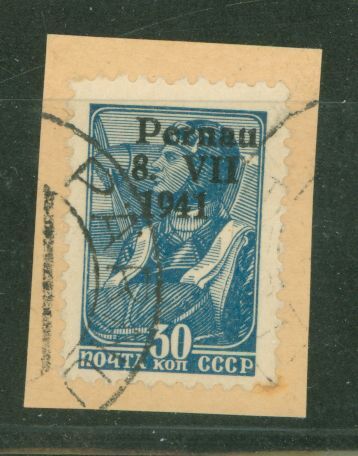 Pernau
8. VII
1941
30
ПОЧТА КОП СССР